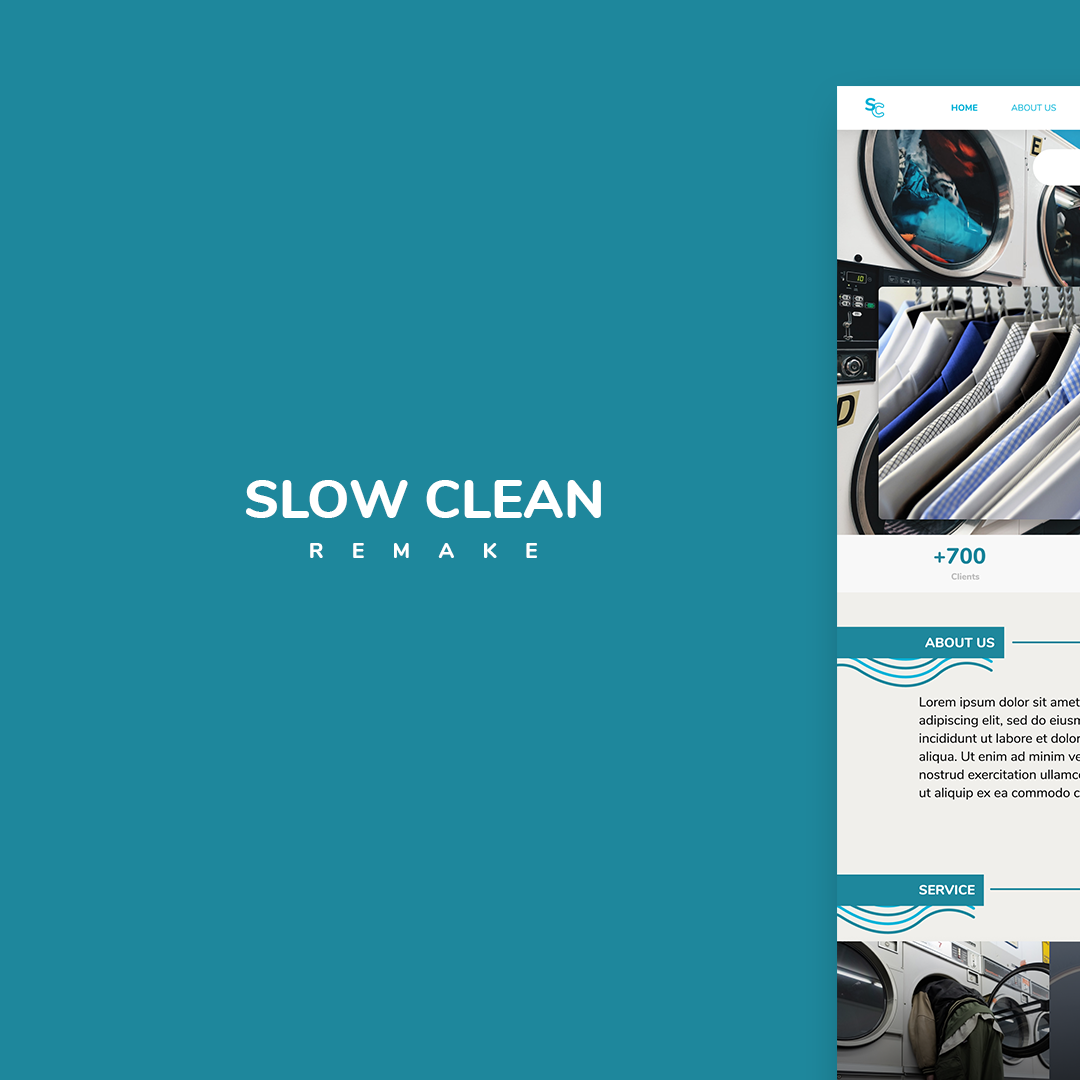 SLOW CLEAN
REMAKE
SC
HOME
ABOUT US
E
10
D
+700
Clients
ABOUT US
Lorem ipsum dolor sit amet
adipiscing elit, sed do eiusm
incididunt ut labore et dolor
aliqua. Ut enim ad minim ve
nostrud exercitation ullamc
ut aliquip ex ea commodo c
SERVICE